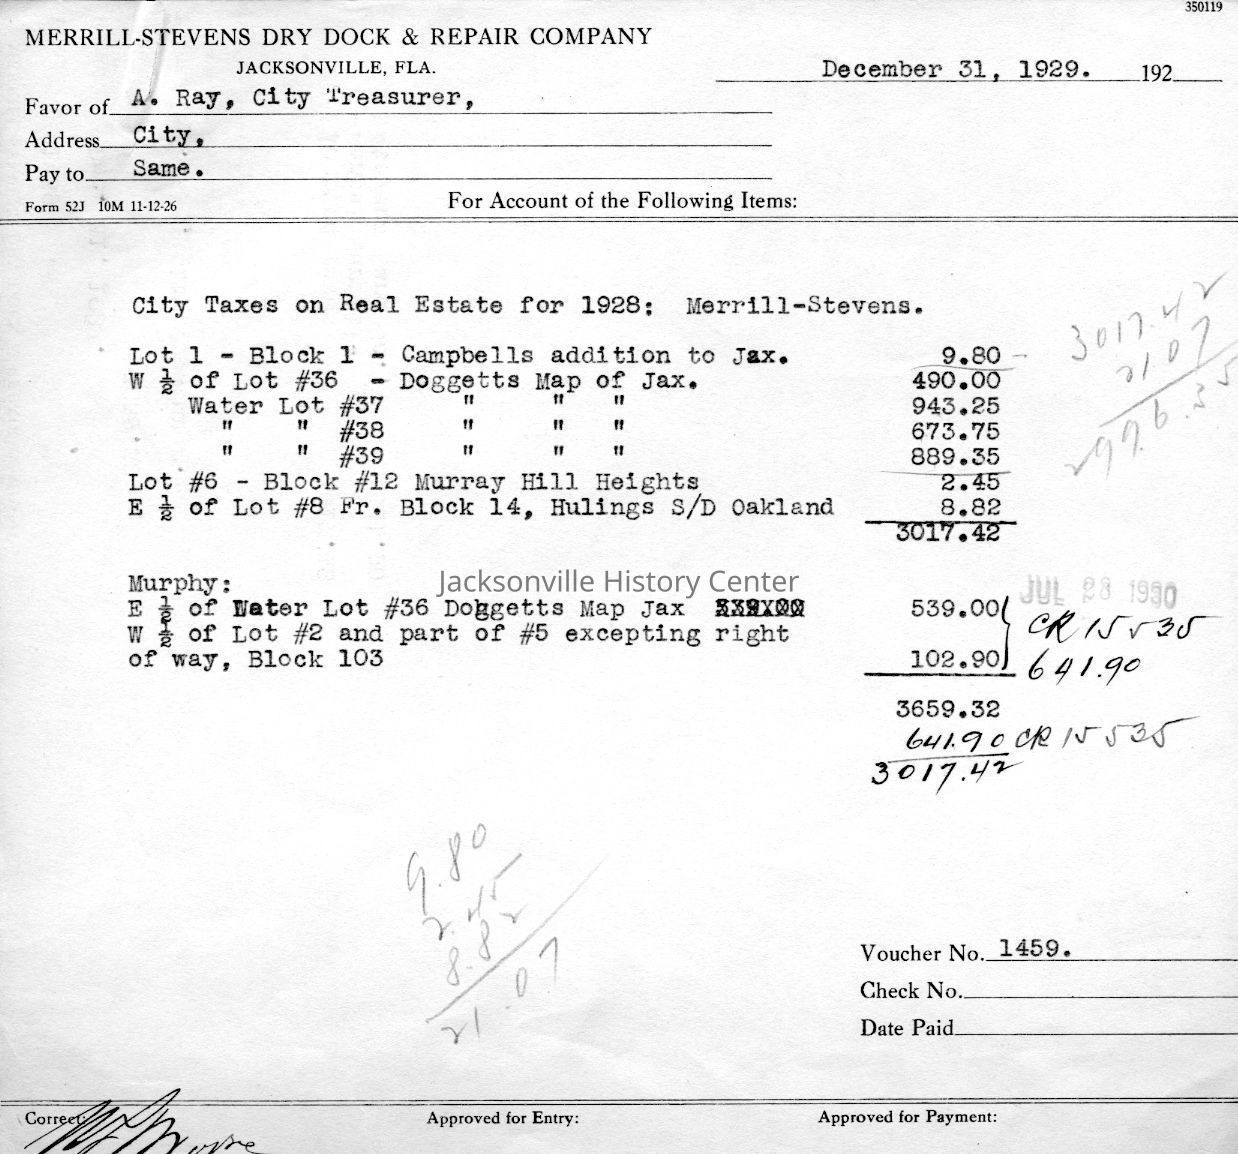 350119
MERRILL-STEVENS DRY DOCK & REPAIR COMPANY
JACKSONVILLE, FLA.
December 31, 1929. 192
Favor of A. Ray, City Treasurer,
Address City,
Pay to Same.
Form 52J 10M 11-12-26
For Account of the Following Items:
City Taxes on Real Estate for 1928: Merrill-Stevens.
Lot 1 - Block 1 - Campbells addition to Jax. 9.80
W ½ of Lot #36 - Doggetts Map of Jax. 490.00
Water Lot #37 " " " 943.25
" " #38 " " " 673.75
" " #39 " " " 889.35
Lot #6 - Block #12 Murray Hill Heights 2.45
E ½ of Lot #8 Fr. Block 14, Hulings S/D Oakland 8.82
3017.42
3017.42
21 07
2996.35
Murphy:
Jacksonville History Center
E ½ of Water Lot #36 Doggetts Map Jax 539.00
W ½ of Lot #2 and part of #5 excepting right
of way, Block 103 102.90
JUL 28 1930
CR 15535
641.90
3659.32
641.90 CR 15535
3017.42
9.80
2.45
8.82
21.07
Voucher No. 1459.
Check No.
Date Paid
Correct:
Approved for Entry:
Approved for Payment: